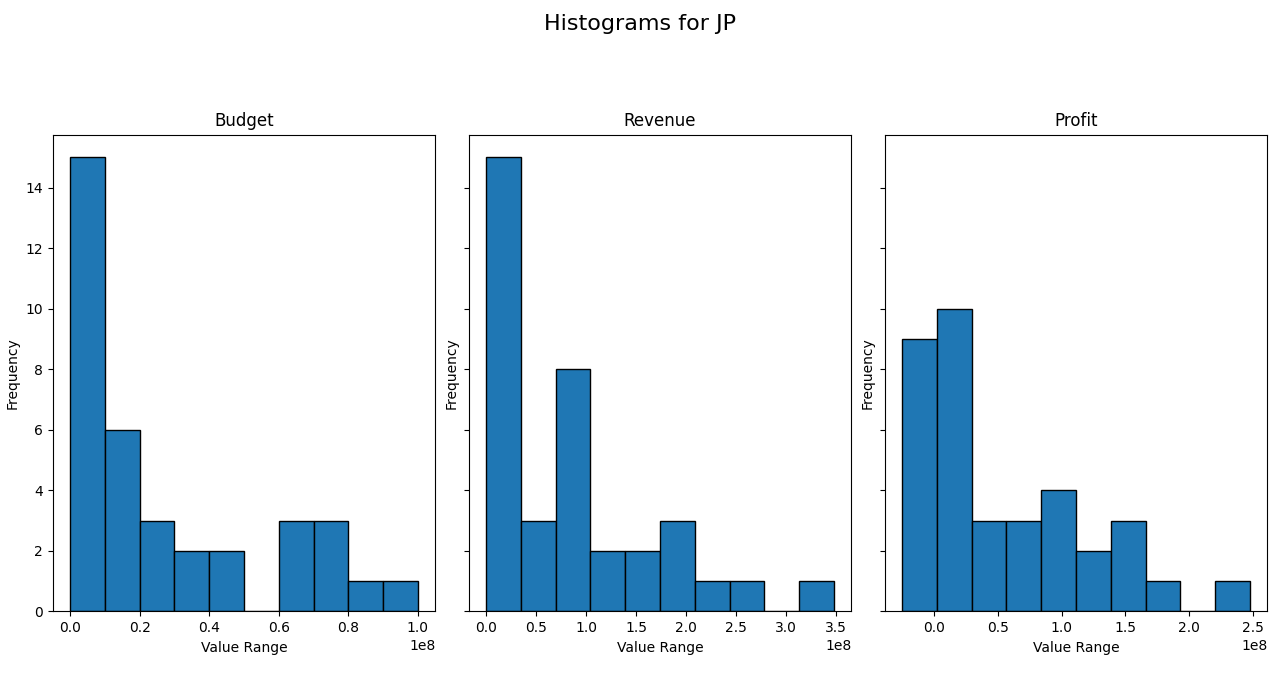 Histograms for JP
Budget
Revenue
Profit
Frequency
14
12
10
8
6
4
2
0
0.0 0.2 0.4 0.6 0.8 1.0
1e8
Value Range
Frequency
0.0 0.5 1.0 1.5 2.0 2.5 3.0 3.5
1e8
Value Range
Frequency
0.0 0.5 1.0 1.5 2.0 2.5
1e8
Value Range